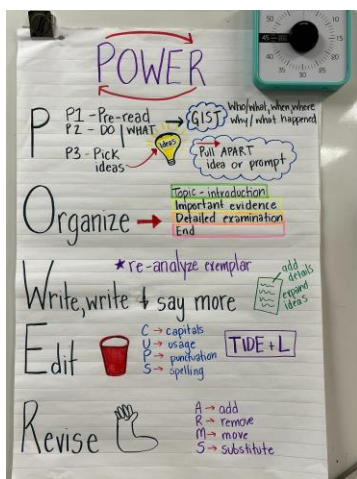 POWER
P
P1 - Pre-read → GIST
Who/what, when, where
why/what happened
P2 - DO | WHAT
ideas
P3 - Pick
ideas
Pull APART
idea or prompt
Organize →
Topic - introduction
Important evidence
Detailed examination
End
★re-analyze exemplar
Write, write & say more
add
details
expand
ideas
Edit
C → capitals
U → usage
P → punctuation
S → spelling
TIDE + L
Revise
A → add
R → remove
M → move
S → substitute